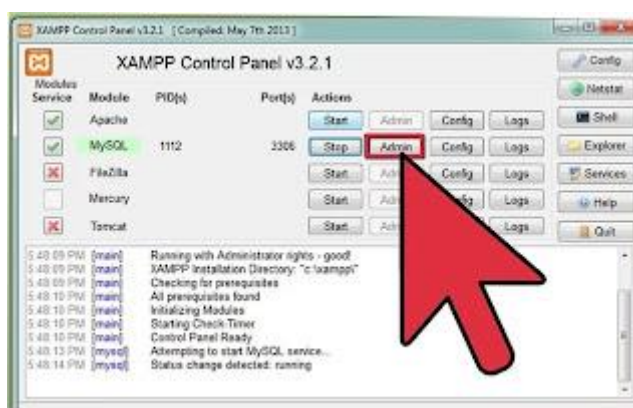 XAMPP Control Panel v3.2.1 [Compiled: May 7th 2013]
XAMPP Control Panel v3.2.1
Config
Modules
Service Module PID(s) Port(s) Actions
Netstat
Apache Start Admin Config Logs
Shell
MySQL 1112 3306 Stop Admin Config Logs
Explorer
FileZilla Start Config Logs
Services
Mercury Start Logs
Help
Tomcat Start Logs
Quit
5:48:09 PM [main] Running with Administrator rights - good!
5:48:09 PM [main] XAMPP Installation Directory: "c:\xampp\"
5:48:09 PM [main] Checking for prerequisites
5:48:10 PM [main] All prerequisites found
5:48:10 PM [main] Initializing Modules
5:48:10 PM [main] Starting Check-Timer
5:48:10 PM [main] Control Panel Ready
5:48:13 PM [mysql] Attempting to start MySQL service...
5:48:14 PM [mysql] Status change detected: running